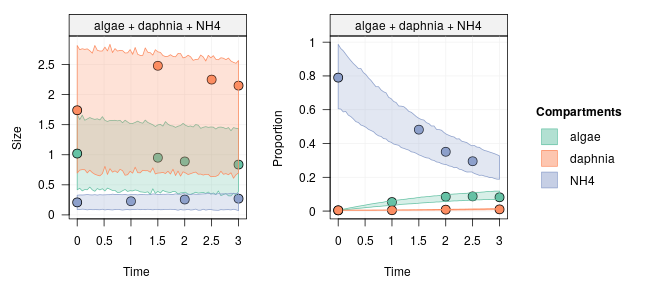 algae + daphnia + NH4
algae + daphnia + NH4
Size
0
0.5
1
1.5
2
2.5
0 0.5 1 1.5 2 2.5 3
Time
Proportion
0
0.2
0.4
0.6
0.8
1
0 0.5 1 1.5 2 2.5 3
Time
Compartments
algae
daphnia
NH4